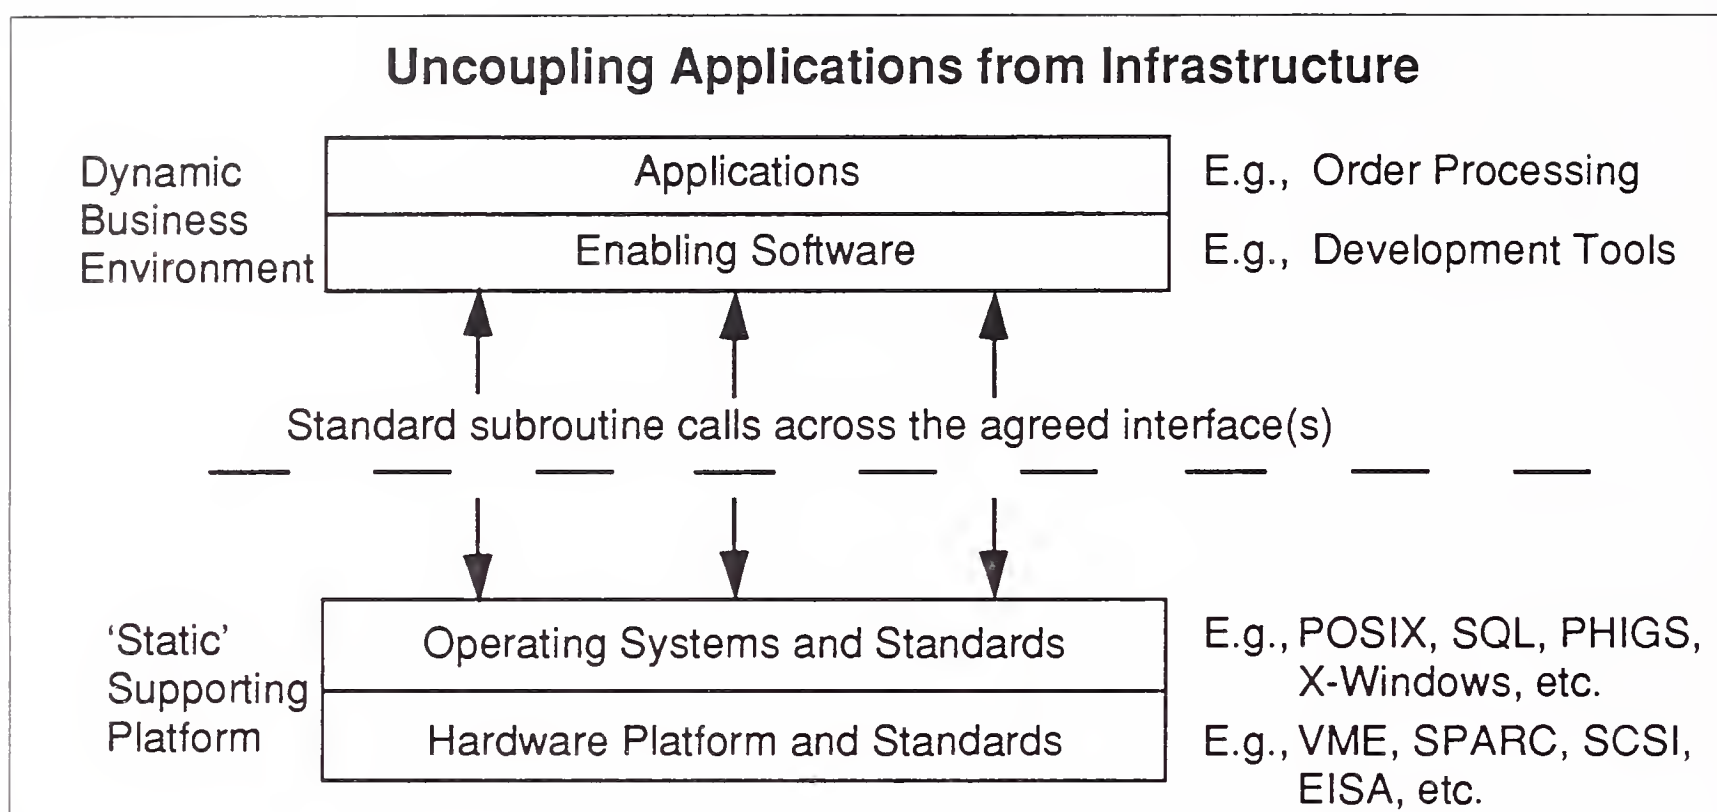 Uncoupling Applications from Infrastructure
Dynamic
Business
Environment
Applications
E.g., Order Processing
Enabling Software
E.g., Development Tools
Standard subroutine calls across the agreed interface(s)
‘Static’
Supporting
Platform
Operating Systems and Standards
E.g., POSIX, SQL, PHIGS,
X-Windows, etc.
Hardware Platform and Standards
E.g., VME, SPARC, SCSI,
EISA, etc.